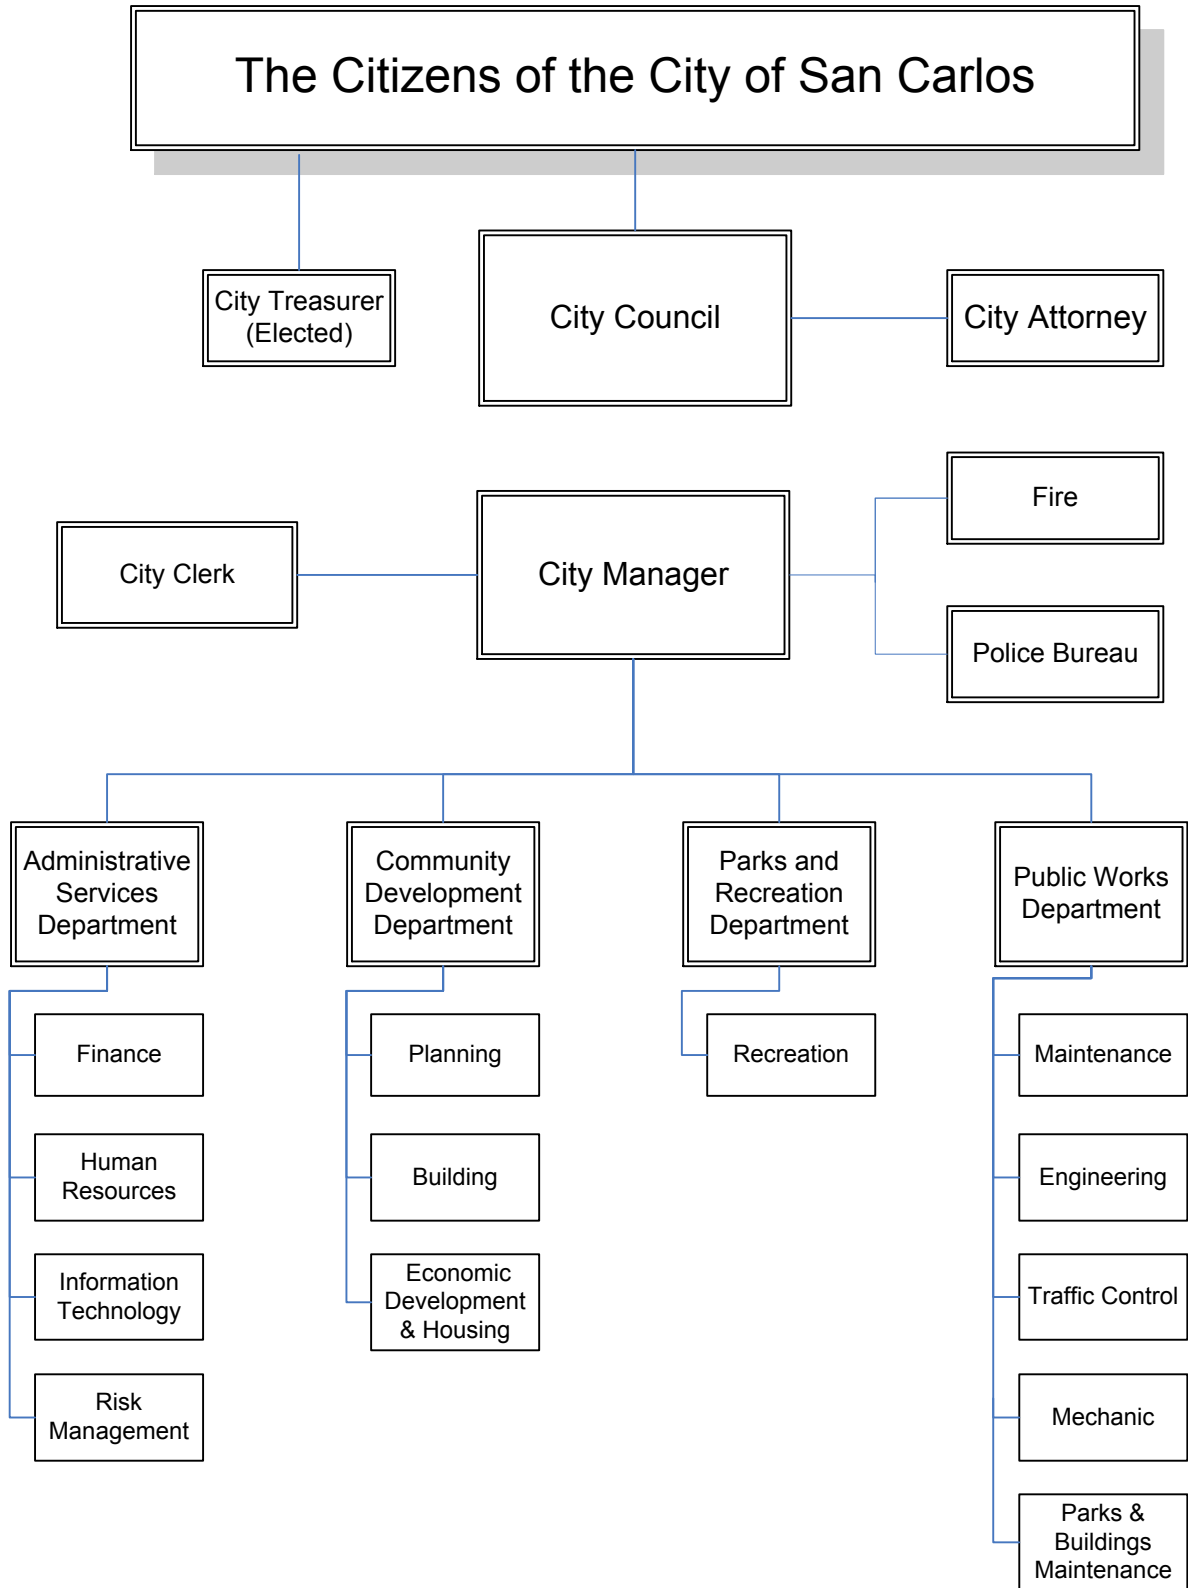 The Citizens of the City of San Carlos
City Treasurer
(Elected)
City Council
City Attorney
Fire
City Clerk
City Manager
Police Bureau
Administrative
Services
Department
Community
Development
Department
Parks and
Recreation
Department
Public Works
Department
Finance
Planning
Recreation
Maintenance
Human
Resources
Building
Engineering
Information
Technology
Economic
Development
& Housing
Traffic Control
Risk
Management
Mechanic
Parks &
Buildings
Maintenance